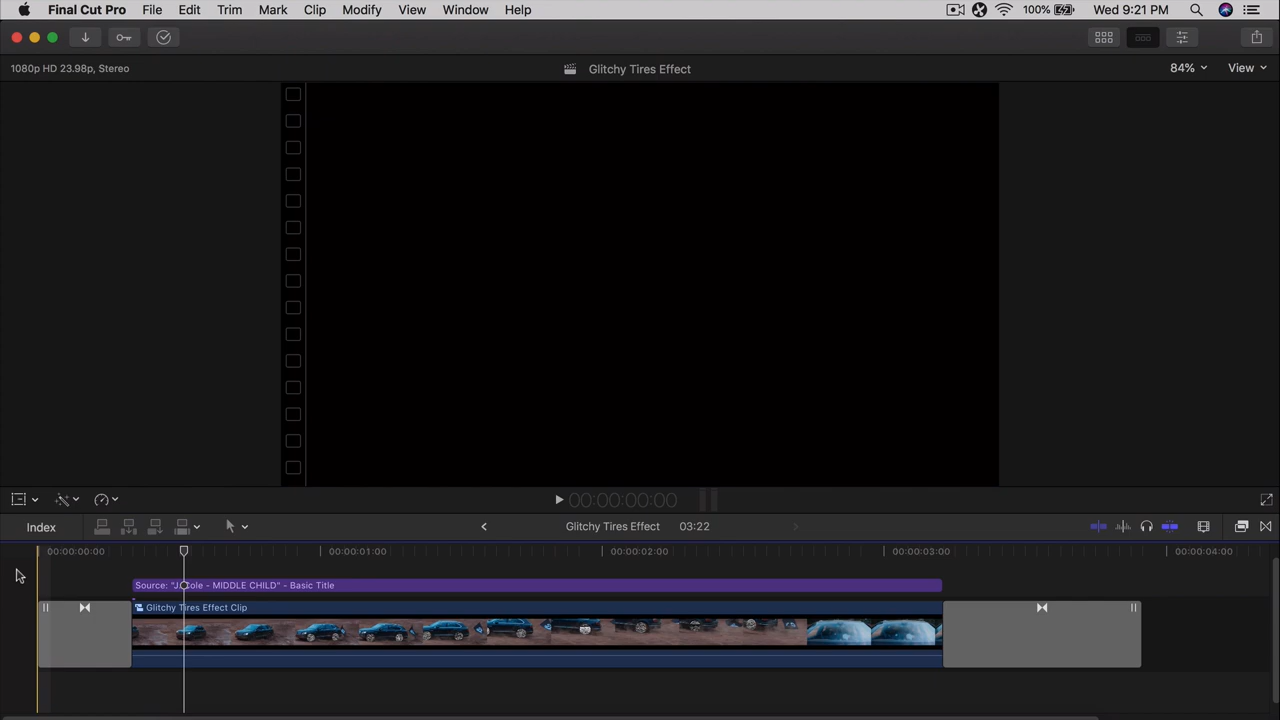 Final Cut Pro File Edit Trim Mark Clip Modify View Window Help 100% Wed 9:21 PM
1080p HD 23.98p, Stereo Glitchy Tires Effect 84% View
00:00:00:00
Index Glitchy Tires Effect 03:22
00:00:00:00 00:00:01:00 00:00:02:00 00:00:03:00 00:00:04:00
Source: "J. Cole - MIDDLE CHILD" - Basic Title
Glitchy Tires Effect Clip